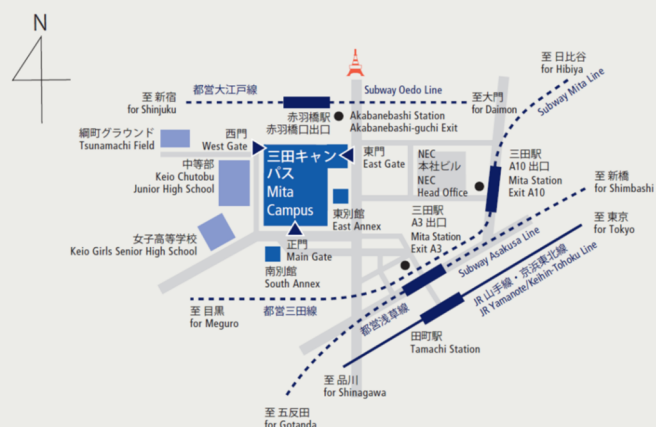 N
至 日比谷
for Hibiya
Subway Mita Line
都営大江戸線
Subway Oedo Line
至 新宿
for Shinjuku
至大門
for Daimon
赤羽橋駅
赤羽橋口出口
Akabanebashi Station
Akabanebashi-guchi Exit
綱町グラウンド
Tsunamachi Field
西門
West Gate
三田キャン
パス
Mita
Campus
東門
East Gate
NEC
本社ビル
NEC
Head Office
三田駅
A10 出口
Mita Station
Exit A10
中等部
Keio Chutobu
Junior High School
至 新橋
for Shimbashi
東別館
East Annex
三田駅
A3 出口
Mita Station
Exit A3
至 東京
for Tokyo
女子高等学校
Keio Girls Senior High School
正門
Main Gate
Subway Asakusa Line
南別館
South Annex
JR 山手線・京浜東北線
JR Yamanote/Keihin-Tohoku Line
至 目黒
for Meguro
都営三田線
都営浅草線
田町駅
Tamachi Station
至 品川
for Shinagawa
至 五反田
for Gotanda